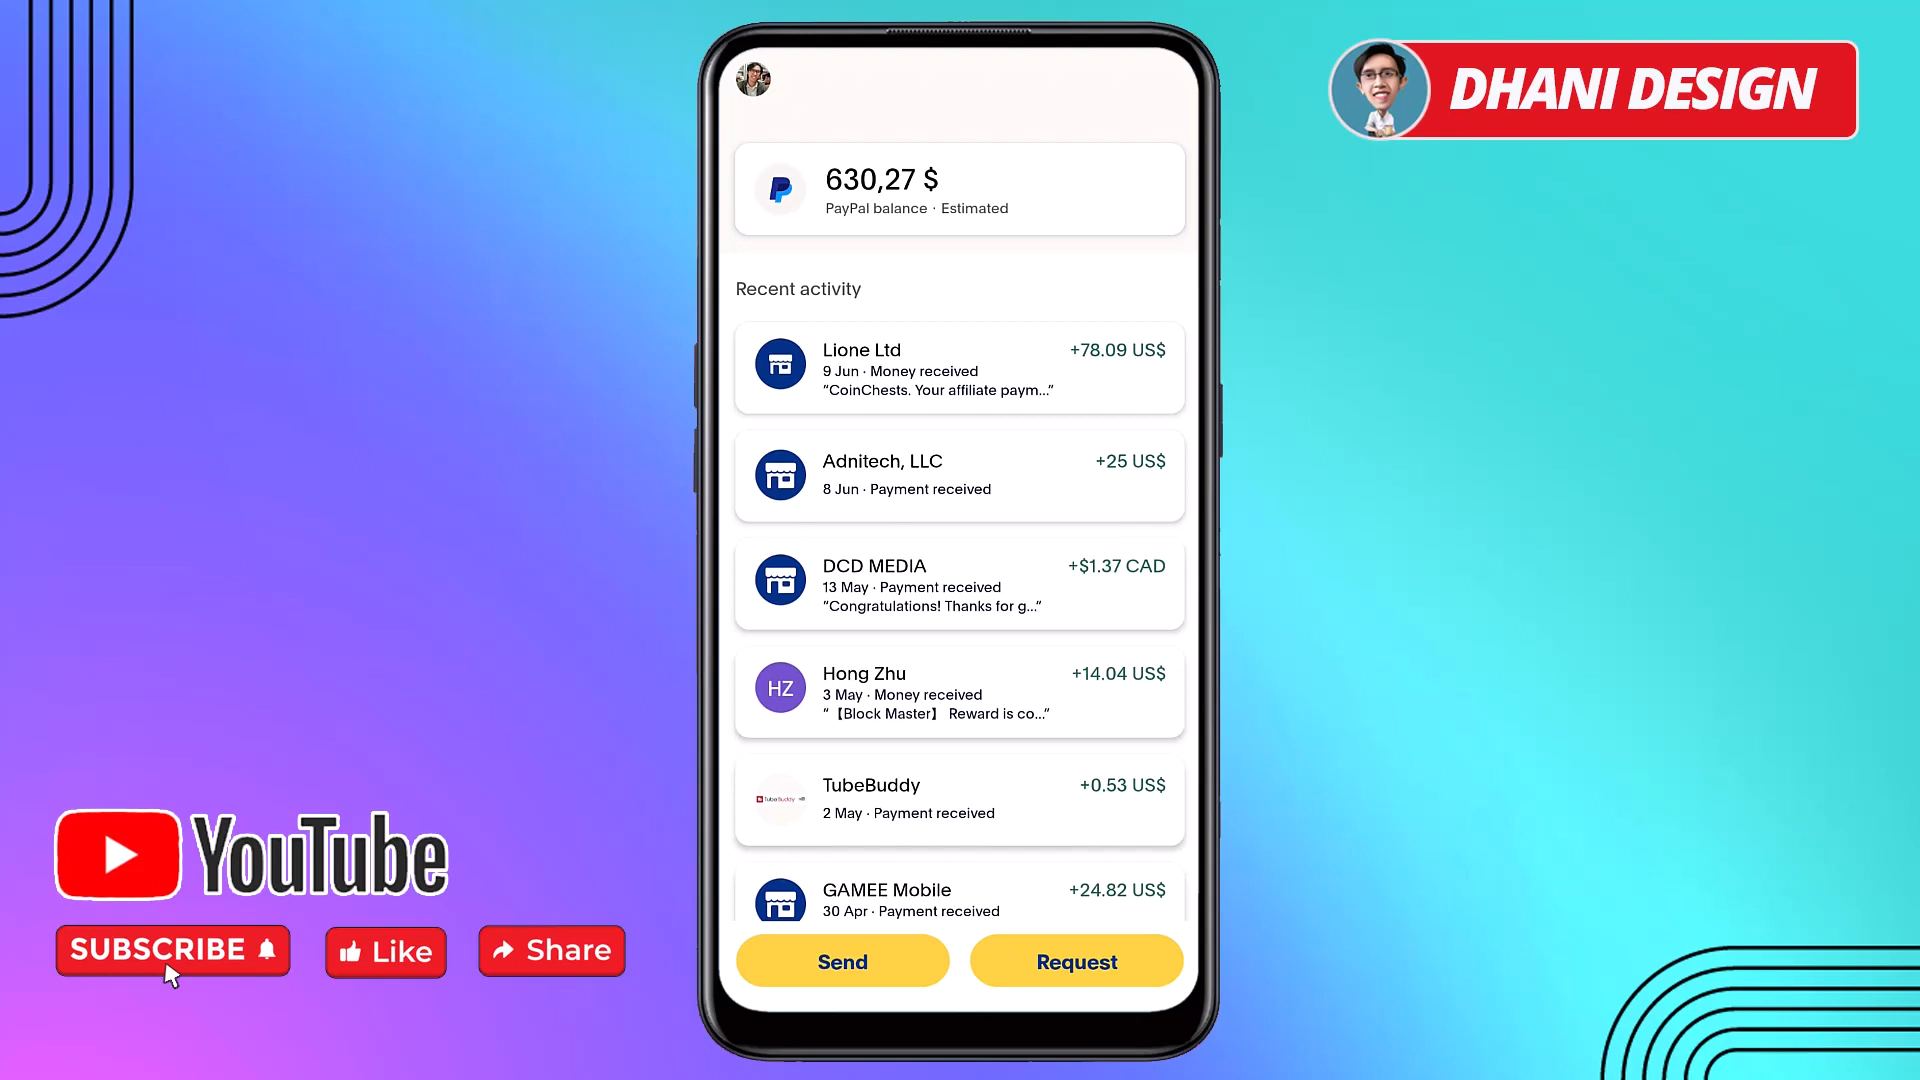 DHANI DESIGN
630,27 $
PayPal balance · Estimated
Recent activity
Lione Ltd +78.09 US$
9 Jun · Money received
“CoinChests. Your affiliate paym...”
Adnitech, LLC +25 US$
8 Jun · Payment received
DCD MEDIA +$1.37 CAD
13 May · Payment received
“Congratulations! Thanks for g...”
HZ
Hong Zhu +14.04 US$
3 May · Money received
“【Block Master】 Reward is co...”
TubeBuddy
TubeBuddy +0.53 US$
2 May · Payment received
GAMEE Mobile +24.82 US$
30 Apr · Payment received
Send Request
YouTube
SUBSCRIBE Like Share